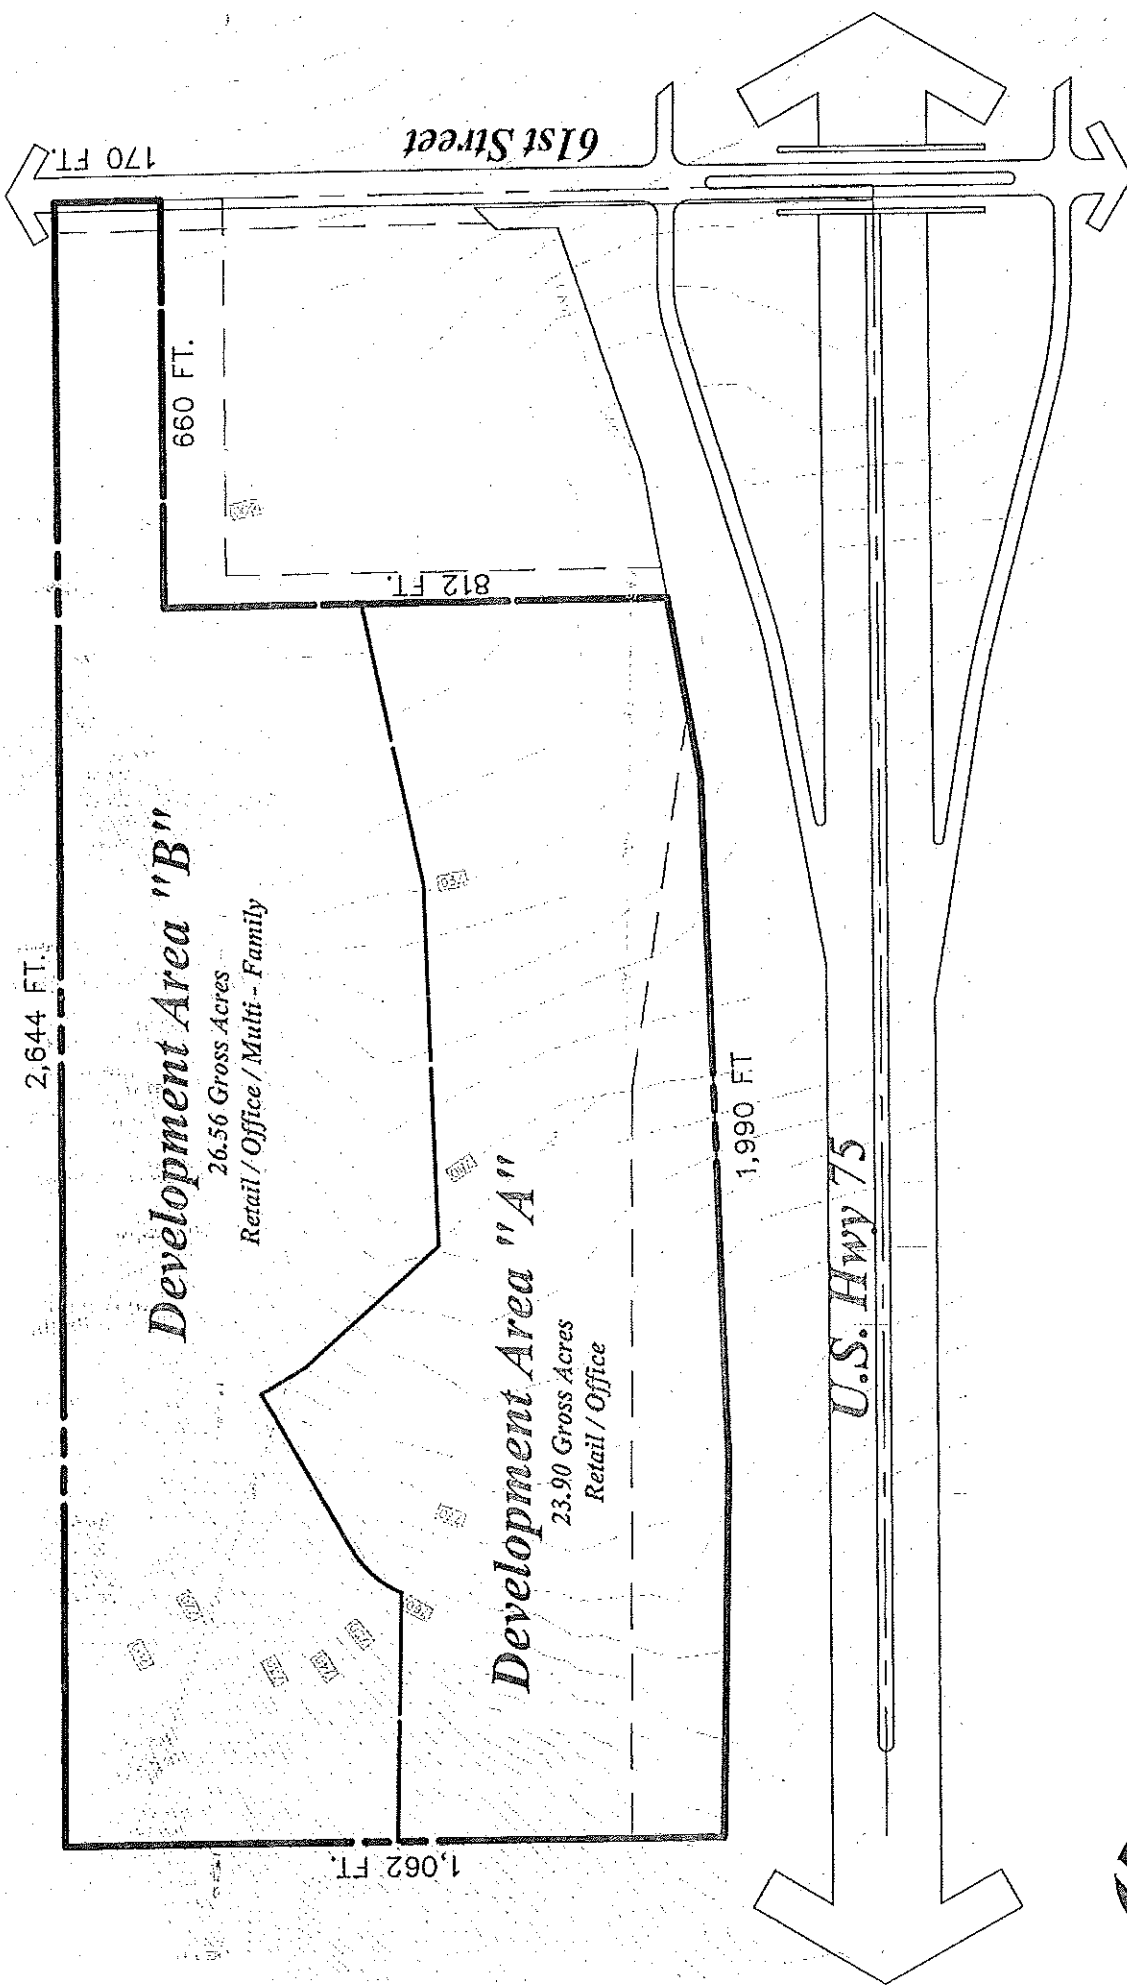 170 FT.
61st Street
660 FT.
812 FT.
2,644 FT.
Development Area "B"
26.56 Gross Acres
Retail / Office / Multi - Family
Development Area "A"
23.90 Gross Acres
Retail / Office
1,990 FT
1,062 FT.
U.S. Hwy 75